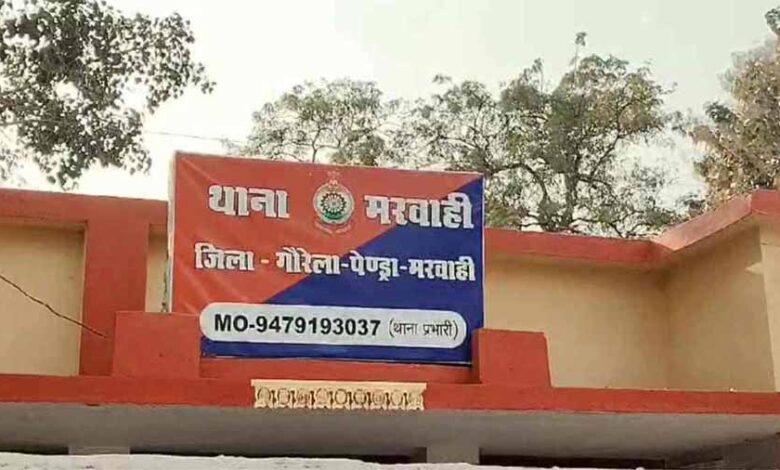 थाना मरवाही
जिला - गौरेला-पेण्ड्रा-मरवाही
MO-9479193037 (थाना प्रभारी)